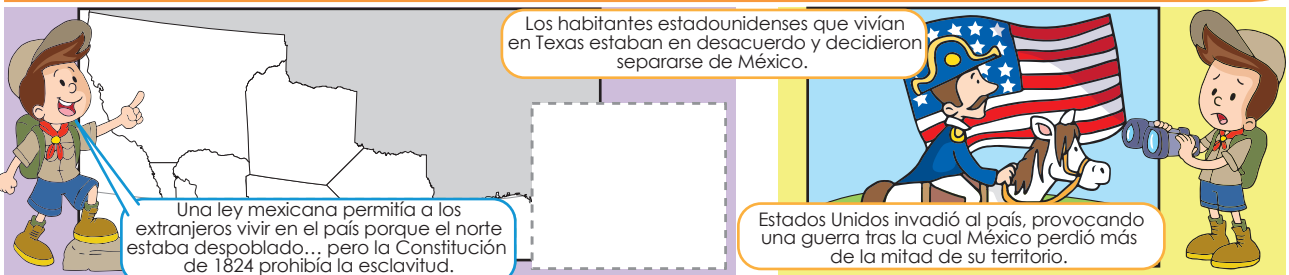 Los habitantes estadounidenses que vivían
en Texas estaban en desacuerdo y decidieron
separarse de México.
Una ley mexicana permitía a los
extranjeros vivir en el país porque el norte
estaba despoblado... pero la Constitución
de 1824 prohibía la esclavitud.
Estados Unidos invadió al país, provocando
una guerra tras la cual México perdió más
de la mitad de su territorio.